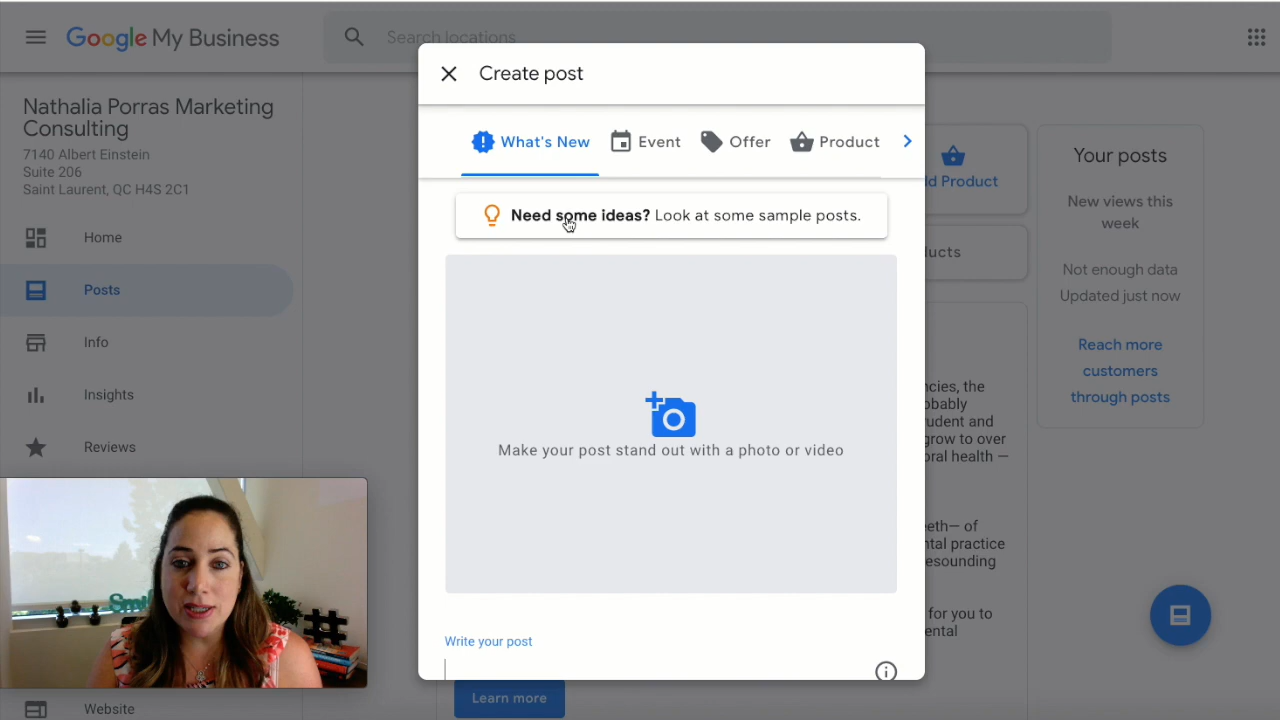 Google My Business
Search locations
Nathalia Porras Marketing
Consulting
7140 Albert Einstein
Suite 206
Saint Laurent, QC H4S 2C1
Home
Posts
Info
Insights
Reviews
Website
Create post
What's New
Event
Offer
Product
Need some ideas? Look at some sample posts.
Make your post stand out with a photo or video
Write your post
Learn more
Product
ucts
ncies, the
obably
udent and
grow to over
oral health —
eeth— of
ntal practice
esounding
for you to
ental
Your posts
New views this
week
Not enough data
Updated just now
Reach more
customers
through posts